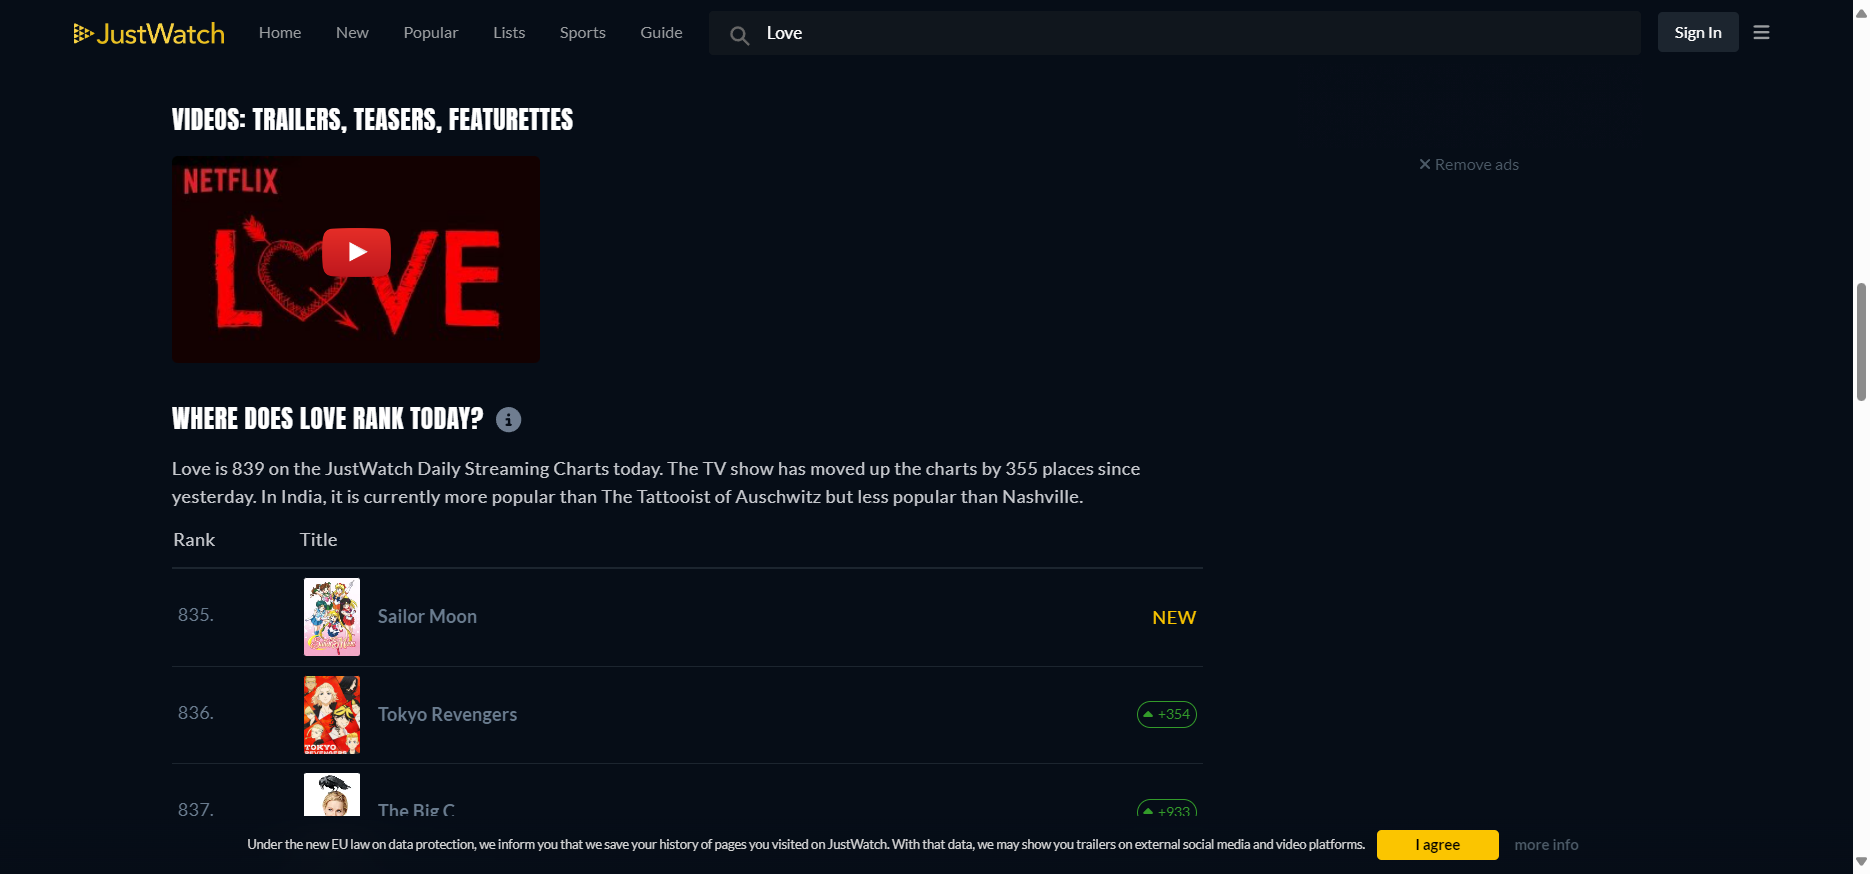 JustWatch
Home
New
Popular
Lists
Sports
Guide
Love
Sign In
VIDEOS: TRAILERS, TEASERS, FEATURETTES
Remove ads
NETFLIX
LOVE
WHERE DOES LOVE RANK TODAY?
Love is 839 on the JustWatch Daily Streaming Charts today. The TV show has moved up the charts by 355 places since
yesterday. In India, it is currently more popular than The Tattooist of Auschwitz but less popular than Nashville.
Rank Title
835. Sailor Moon NEW
836. Tokyo Revengers +354
TOKYO
REVENGERS
837. The Big C +933
Under the new EU law on data protection, we inform you that we save your history of pages you visited on JustWatch. With that data, we may show you trailers on external social media and video platforms.
I agree
more info